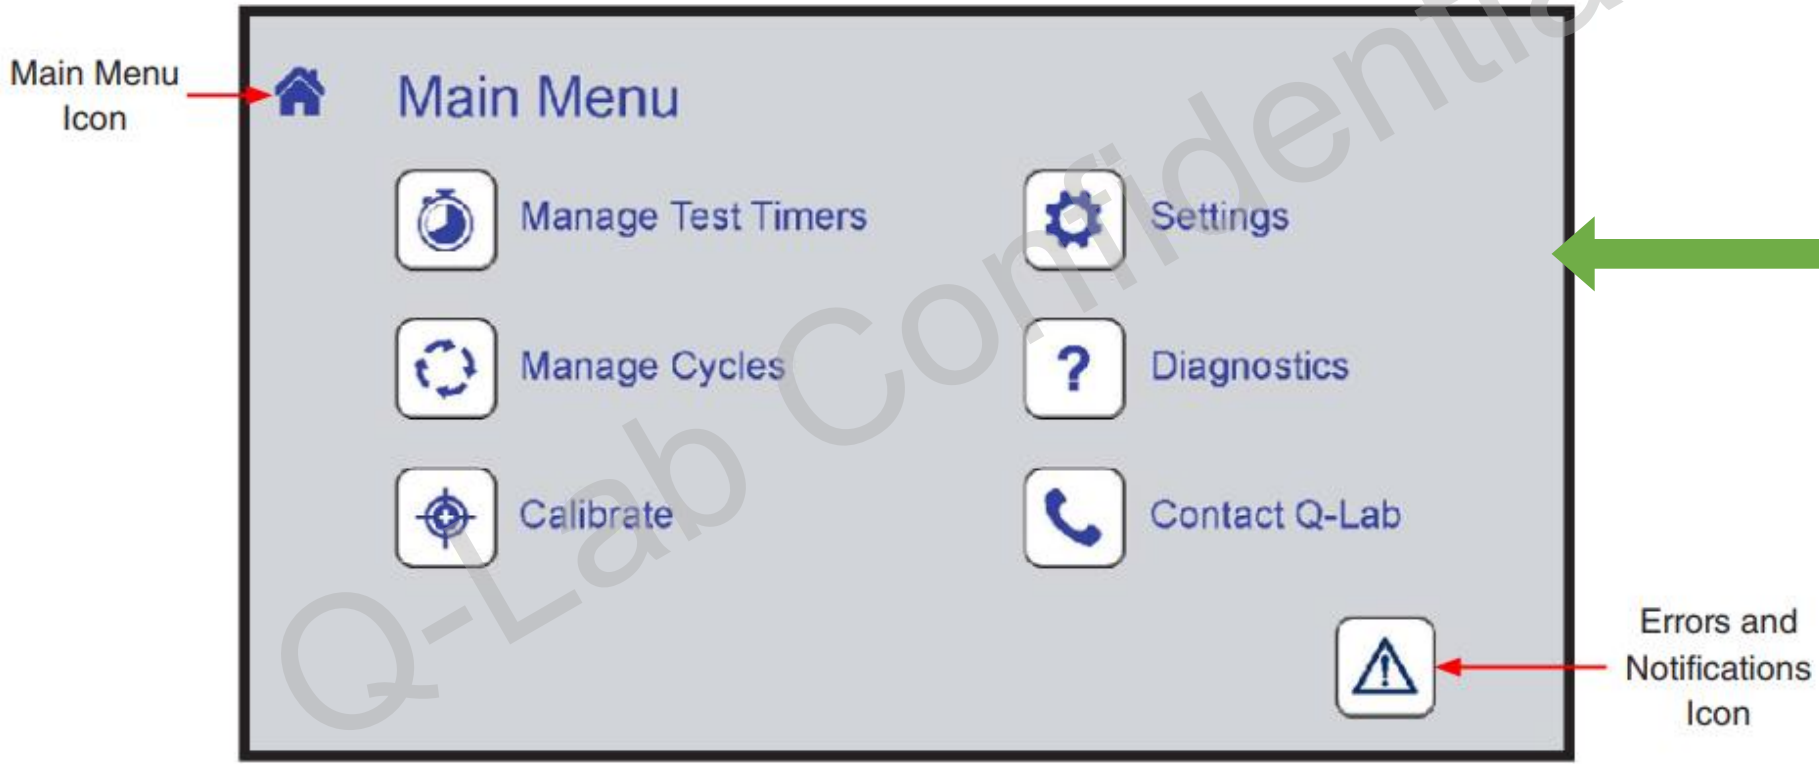 Main Menu
Icon
Main Menu
Manage Test Timers
Settings
Manage Cycles
?
Diagnostics
Calibrate
Contact Q-Lab
Errors and
Notifications
Icon
Q-Lab Confidential